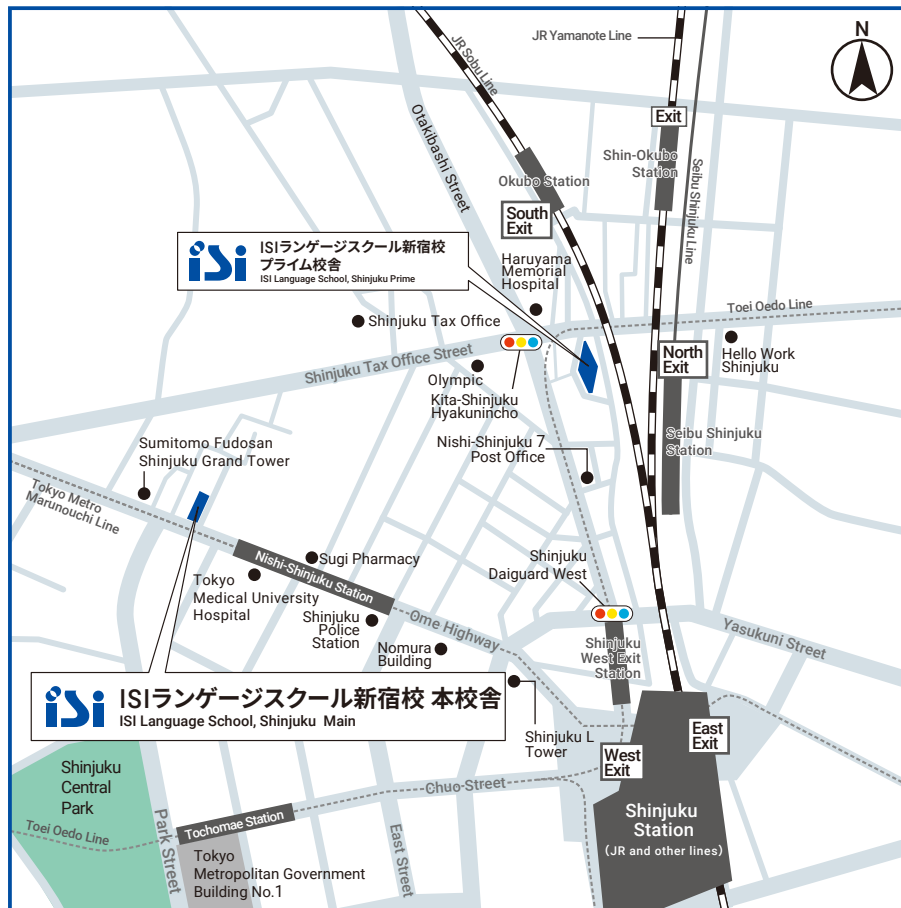 N
JR Yamanote Line
JR Sobu Line
Otakibashi Street
Exit
Shin-Okubo
Station
Seibu Shinjuku Line
Okubo Station
South
Exit
Haruyama
Memorial
Hospital
isi
ISIランゲージスクール新宿校
プライム校舎
ISI Language School, Shinjuku Prime
Toei Oedo Line
Shinjuku Tax Office
Shinjuku Tax Office Street
North
Exit
Hello Work
Shinjuku
Olympic
Kita-Shinjuku
Hyakunincho
Nishi-Shinjuku 7
Post Office
Seibu Shinjuku
Station
Sumitomo Fudosan
Shinjuku Grand Tower
Tokyo Metro
Marunouchi Line
Nishi-Shinjuku Station
Sugi Pharmacy
Tokyo
Medical University
Hospital
Shinjuku
Daiguard West
Shinjuku
Police
Station
Ome Highway
Nomura
Building
Shinjuku
West Exit
Station
Yasukuni Street
isi
ISIランゲージスクール新宿校 本校舎
ISI Language School, Shinjuku Main
Shinjuku L
Tower
West
Exit
East
Exit
Shinjuku
Central
Park
Park Street
Chuo Street
East Street
Tochomae Station
Toei Oedo Line
Tokyo
Metropolitan Government
Building No.1
Shinjuku
Station
(JR and other lines)